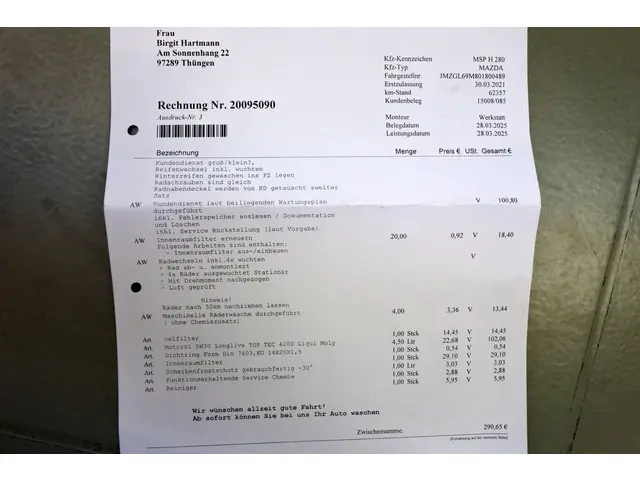 Frau
Birgit Hartmann
Am Sonnenhang 22
97289 Thüngen
Kfz-Kennzeichen MSP H 280
Kfz-Typ MAZDA
Fahrgestellnr. JMZGL69M801800489
Erstzulassung 30.03.2021
km-Stand 62357
Kundenbeleg 15008/085
Rechnung Nr. 20095090
Ausdruck-Nr. 3
Monteur Werkstatt
Belegdatum 28.03.2025
Leistungsdatum 28.03.2025
Bezeichnung Menge Preis € USt. Gesamt €
Kundendienst groß/klein?,
Reifenwechsel inkl. wuchten
Winterreifen gewaschen ins FZ legen
Radschrauben sind gleich
Radnabendeckel werden von KD getauscht zweiter
Satz
AW Kundendienst laut beiliegenden Wartungsplan V 100,80
durchgeführt
inkl. Fehlerspeicher auslesen / Dokumentation
und Löschen
inkl. Service Rückstellung (laut Vorgabe)
AW Innenraumfilter erneuern 20,00 0,92 V 18,40
Folgende Arbeiten sind enthalten:
- Innenraumfilter aus-/einbauen
AW Radwechseln inkl.4x wuchten V
- Rad ab- u. anmontiert
- 4x Räder ausgewuchtet Stationär
- Mit Drehmoment nachgezogen
- Luft geprüft
Hinweis!
Räder nach 50km nachziehen lassen
AW Maschinelle Räderwäsche durchgeführt 4,00 3,36 V 13,44
( ohne Chemiezusatz)
Art. Oelfilter 1,00 Stck 14,45 V 14,45
Art. Motoröl 5W30 Longlive TOP TEC 4200 Liqui Moly 4,50 Ltr 22,68 V 102,06
Art. Dichtring Form Din 7603,KU 14X20X1,5 1,00 Stck 0,54 V 0,54
Art. Innenraumfilter 1,00 Stck 29,10 V 29,10
Art. Scheibenfrostschutz gebrauchfertig -30° 1,00 Ltr 3,03 V 3,03
Art. Funktionserhaltende Service Chemie 1,00 Stck 2,88 V 2,88
Art. Reiniger 1,00 Stck 5,95 V 5,95
Wir wünschen allseit gute Fahrt!
Ab sofort können Sie bei uns Ihr Auto waschen
Zwischensumme: 290,65 €
(Fortsetzung auf der nächsten Seite)